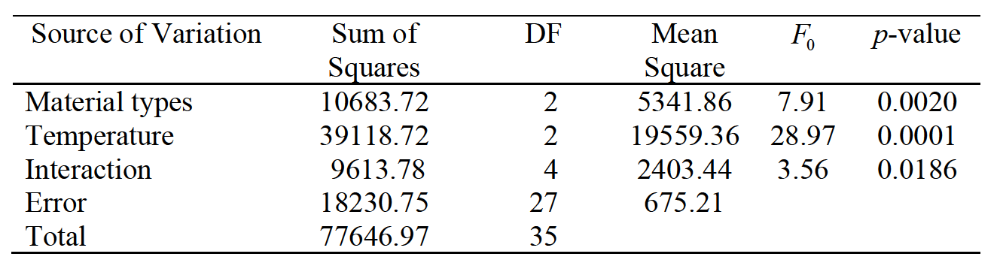 Source of Variation Sum of Squares DF Mean Square F₀ p-value
Material types 10683.72 2 5341.86 7.91 0.0020
Temperature 39118.72 2 19559.36 28.97 0.0001
Interaction 9613.78 4 2403.44 3.56 0.0186
Error 18230.75 27 675.21
Total 77646.97 35